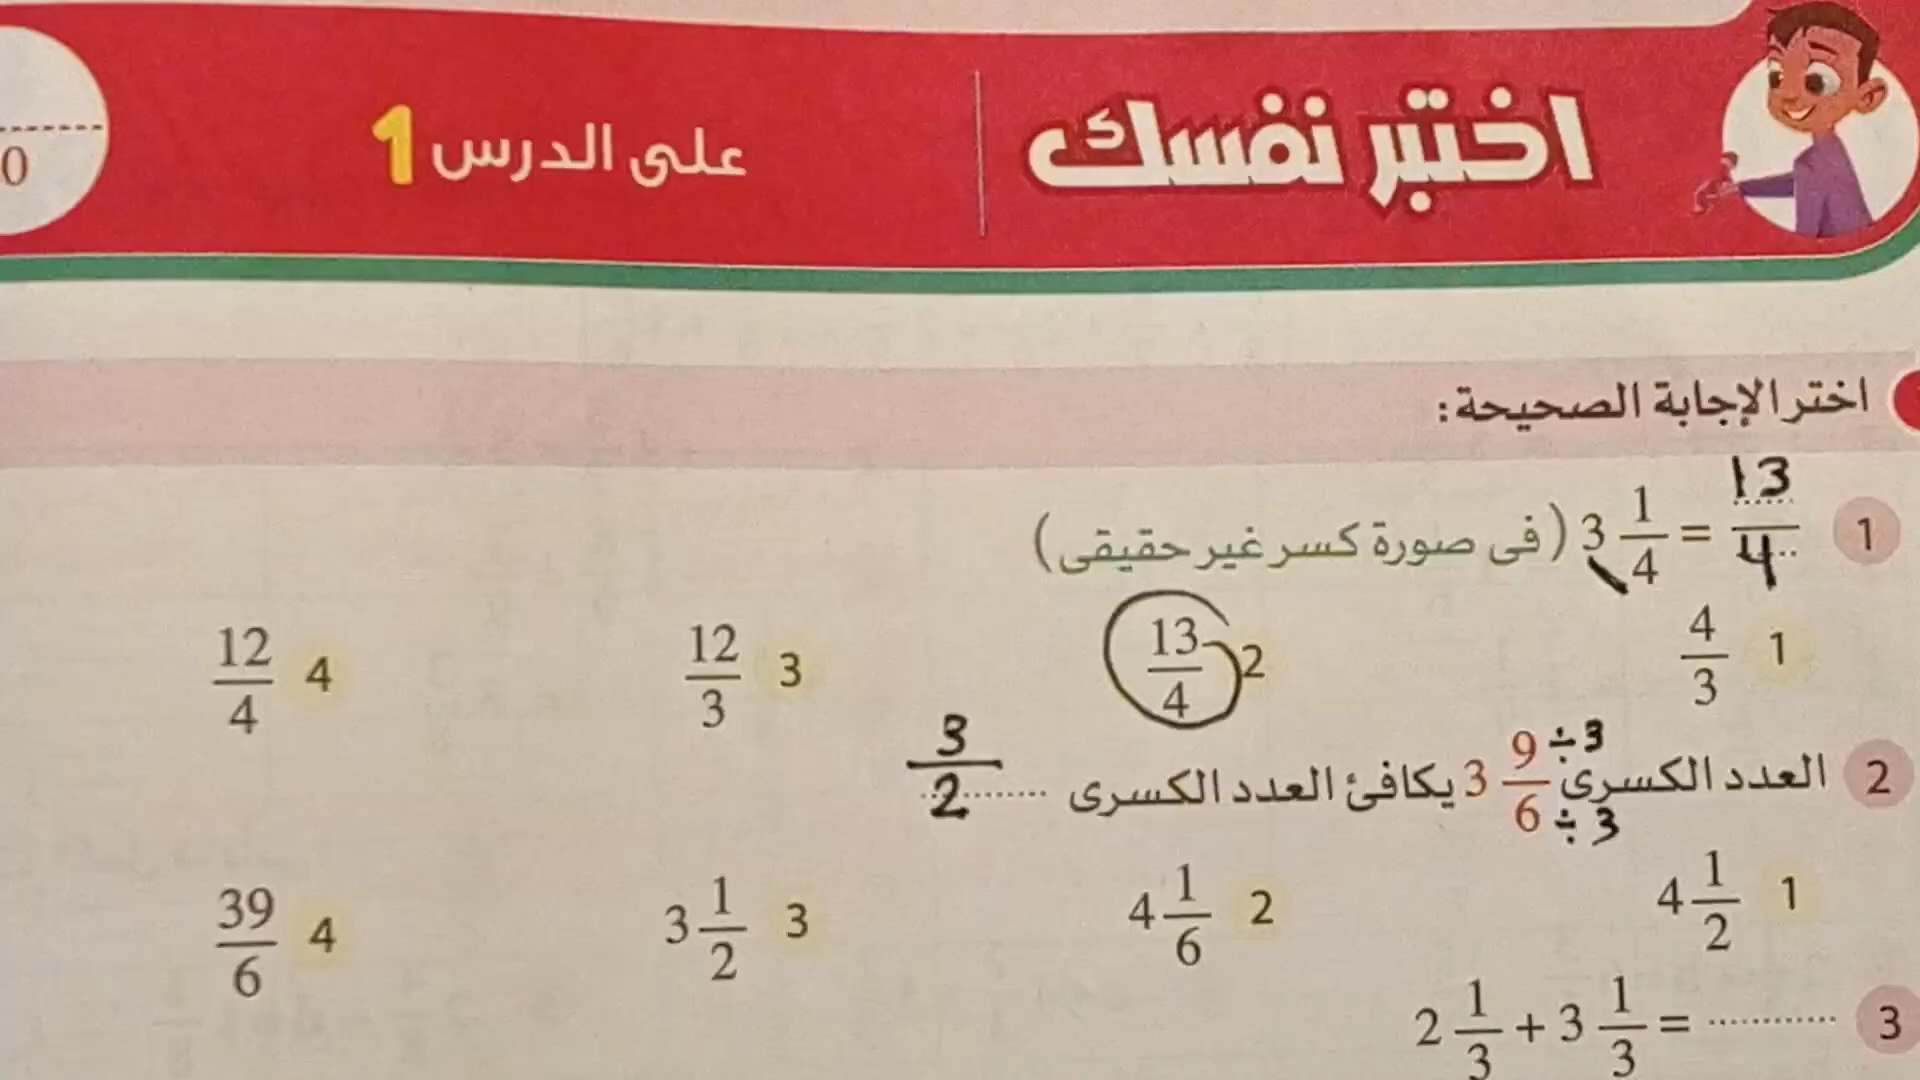 اختبر نفسك على الدرس 1
0
اختر الإجابة الصحيحة:
1 13/4 = 3 1/4 (فى صورة كسر غير حقيقى)
1 4/3 2 13/4 3 12/3 4 12/4
2 العدد الكسرى 3 9/6 ÷3 ÷3 يكافئ العدد الكسرى ........ 3/2
1 4 1/2 2 4 1/6 3 3 1/2 4 39/6
3 2 1/3 + 3 1/3 = ...........